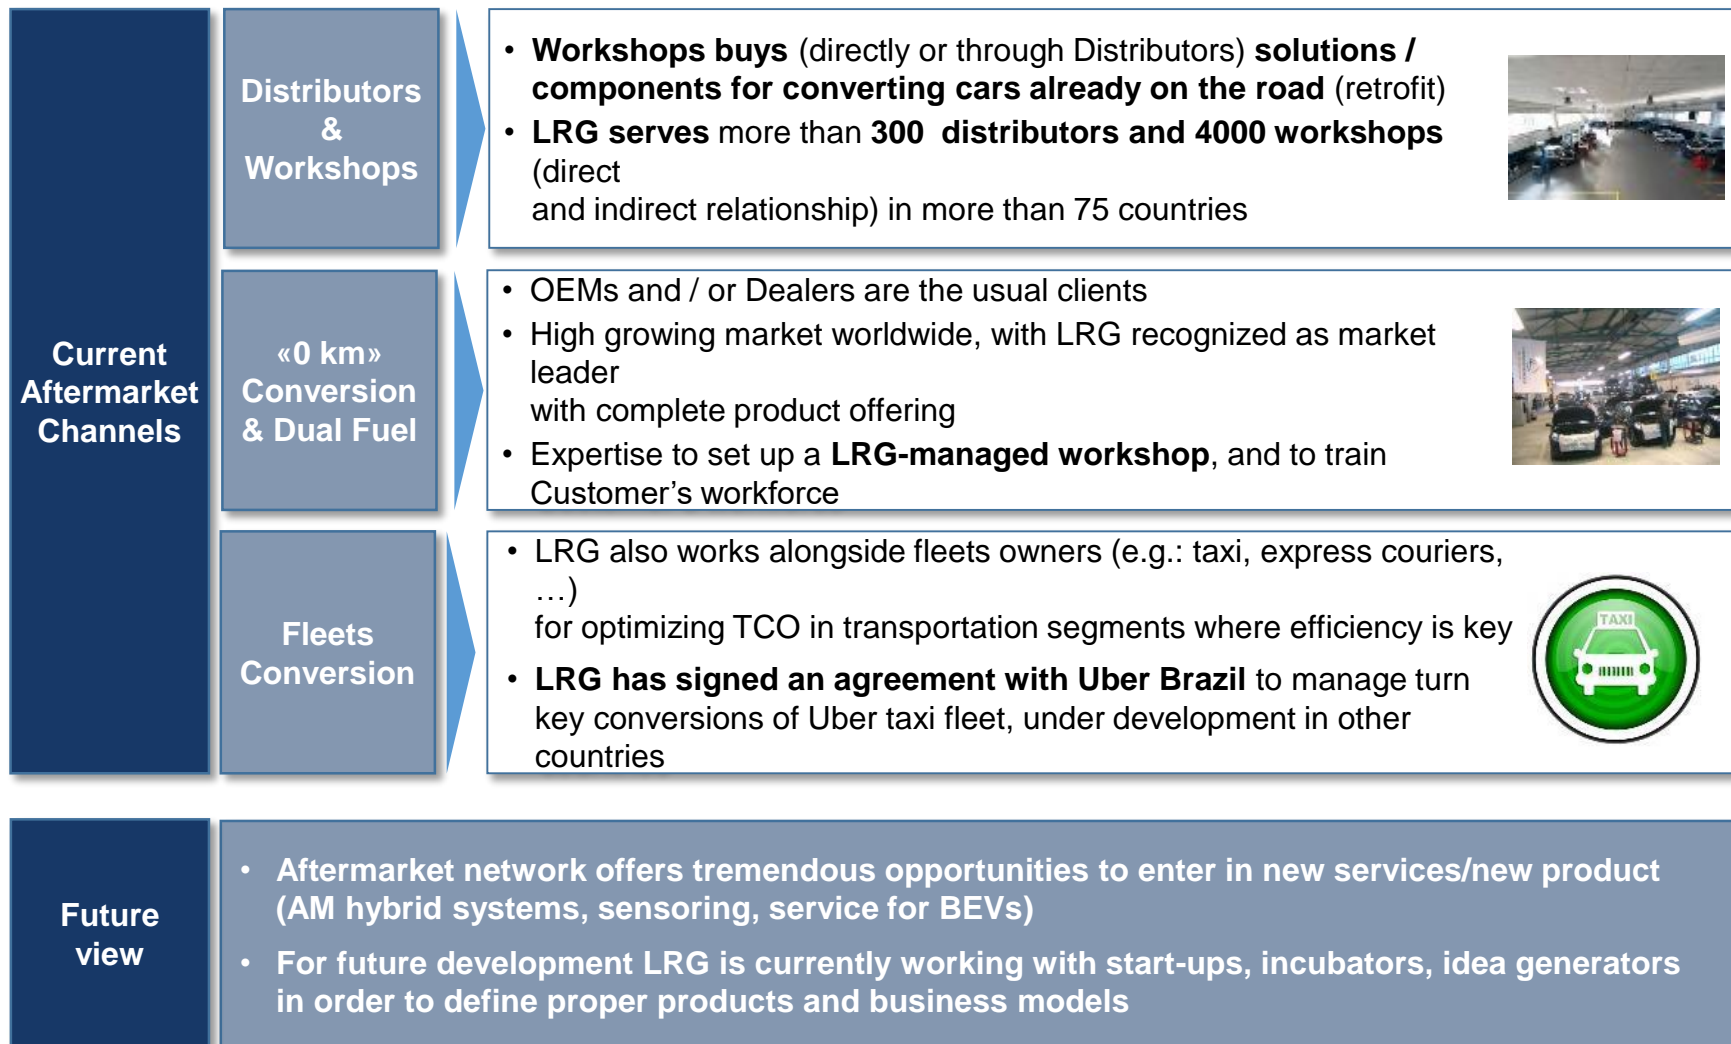 Current
Aftermarket
Channels
Distributors
&
Workshops
• Workshops buys (directly or through Distributors) solutions /
components for converting cars already on the road (retrofit)
• LRG serves more than 300 distributors and 4000 workshops
(direct
and indirect relationship) in more than 75 countries
«0 km»
Conversion
& Dual Fuel
• OEMs and / or Dealers are the usual clients
• High growing market worldwide, with LRG recognized as market
leader
with complete product offering
• Expertise to set up a LRG-managed workshop, and to train
Customer’s workforce
Fleets
Conversion
• LRG also works alongside fleets owners (e.g.: taxi, express couriers,
…)
for optimizing TCO in transportation segments where efficiency is key
• LRG has signed an agreement with Uber Brazil to manage turn
key conversions of Uber taxi fleet, under development in other
countries
TAXI
Future
view
• Aftermarket network offers tremendous opportunities to enter in new services/new product
(AM hybrid systems, sensoring, service for BEVs)
• For future development LRG is currently working with start-ups, incubators, idea generators
in order to define proper products and business models